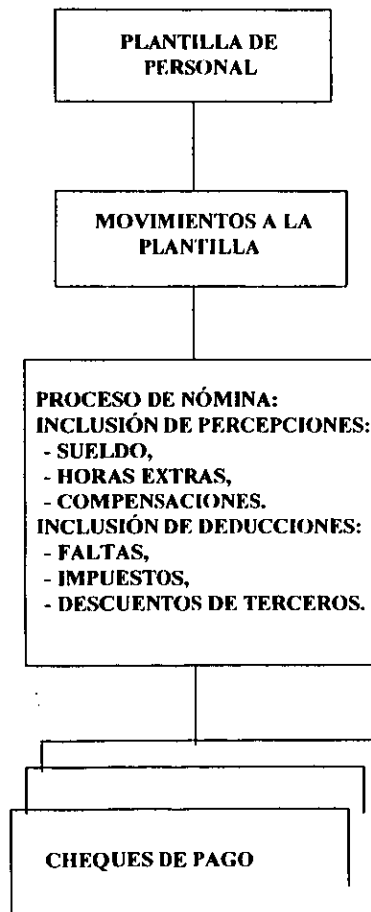 PLANTILLA DE
PERSONAL
MOVIMIENTOS A LA
PLANTILLA
PROCESO DE NÓMINA:
INCLUSIÓN DE PERCEPCIONES:
- SUELDO,
- HORAS EXTRAS,
- COMPENSACIONES.
INCLUSIÓN DE DEDUCCIONES:
- FALTAS,
- IMPUESTOS,
- DESCUENTOS DE TERCEROS.
CHEQUES DE PAGO